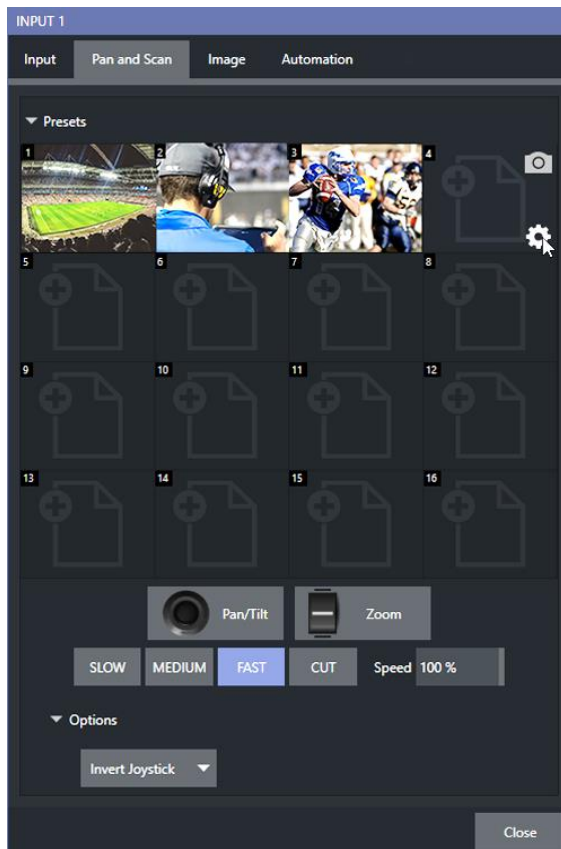 INPUT 1
Input Pan and Scan Image Automation
Presets
1 2 3 4
5 6 7 8
9 10 11 12
13 14 15 16
Pan/Tilt Zoom
SLOW MEDIUM FAST CUT Speed 100 %
Options
Invert Joystick
Close